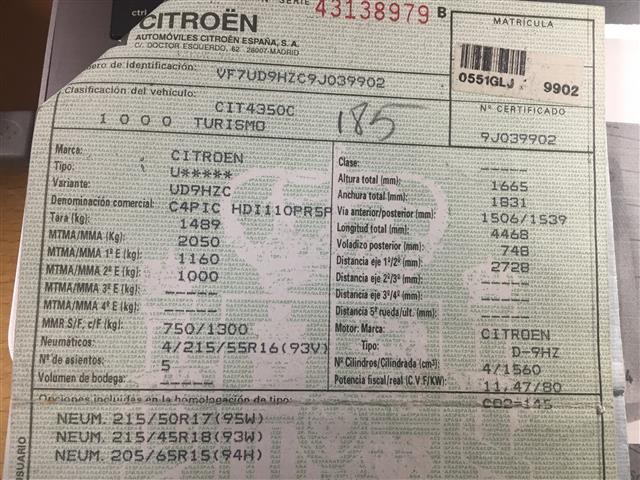 ctrl
SERIE 43138979 B
CITROËN
AUTOMÓVILES CITROËN ESPAÑA, S.A.
C/. DOCTOR ESQUERDO, 62 28007-MADRID
MATRÍCULA
0551GLJ 9902
Número de identificación: VF7UD9HZC9J039902
Clasificación del vehículo: CIT4350C
1000 TURISMO
185
Nº CERTIFICADO
9J039902
Marca: CITROEN
Tipo: U*****
Variante: UD9HZC
Denominación comercial: C4PIC HDI110PR5P
Tara (kg): 1489
MTMA/MMA (Kg): 2050
MTMA/MMA 1º E (kg): 1160
MTMA/MMA 2º E (kg): 1000
MTMA/MMA 3º E (kg): -----
MTMA/MMA 4º E (kg): -----
MMR S/F, c/F (kg): 750/1300
Neumáticos: 4/215/55R16(93V)
Nº de asientos: 5
Volumen de bodega: -----
Clase: -----
Altura total (mm): 1665
Anchura total (mm): 1831
Vía anterior/posterior (mm): 1506/1539
Longitud total (mm): 4468
Voladizo posterior (mm): 748
Distancia eje 1º/2º (mm): 2728
Distancia eje 2º/3º (mm): -----
Distancia eje 3º/4º (mm): -----
Distancia 5ª rueda/últ. (mm): -----
Motor: Marca: CITROEN
Tipo: D-9HZ
Nº Cilindros/Cilindrada (cm³): 4/1560
Potencia fiscal/real (C.V.F/KW): 11,47/80
Opciones incluidas en la homologación de tipo: CO2=145
NEUM. 215/50R17(95W)
NEUM. 215/45R18(93W)
NEUM. 205/65R15(94H)
USUARIO